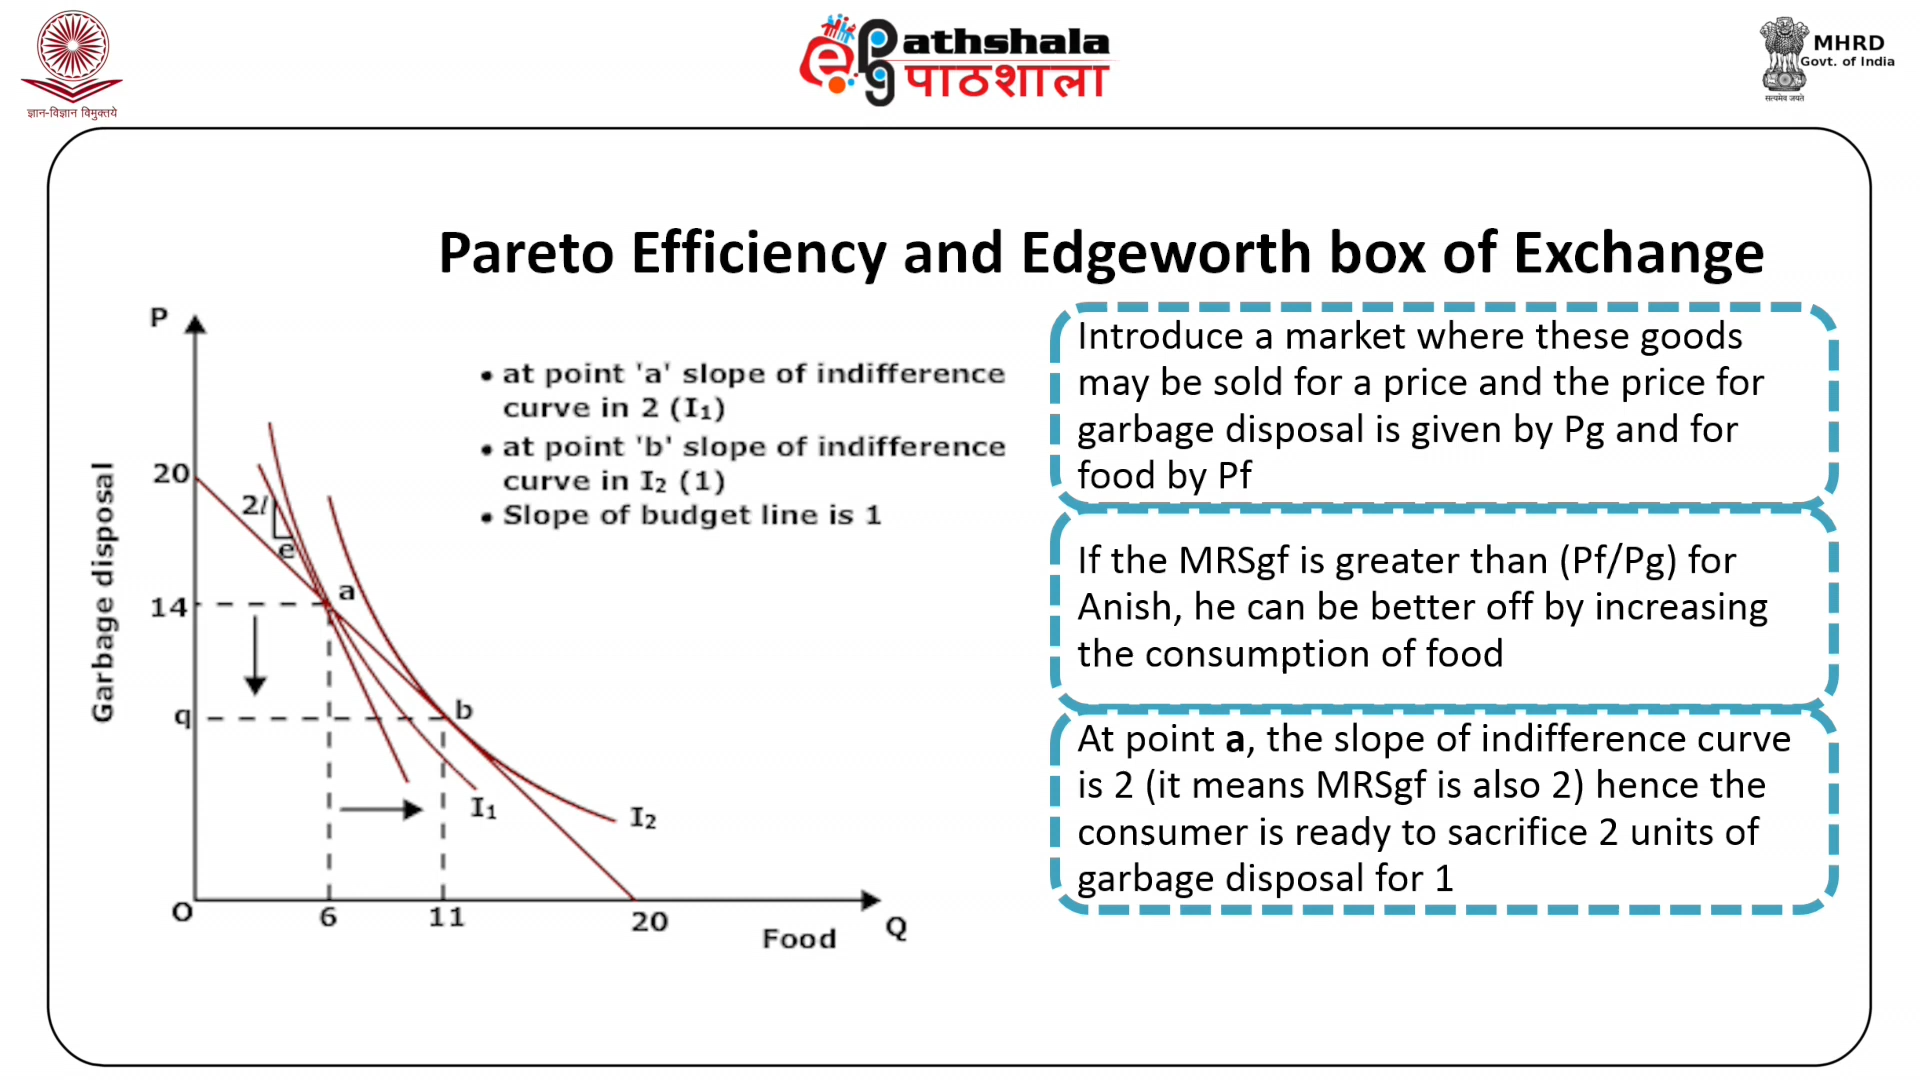 ज्ञान-विज्ञान विमुक्तये
ePg Pathshala
पाठशाला
MHRD
Govt. of India
सत्यमेव जयते
Pareto Efficiency and Edgeworth box of Exchange
P
Garbage disposal
20
14
q
O
6
11
20
Food
Q
2l
e
a
b
I₁
I₂
• at point 'a' slope of indifference
curve in 2 (I₁)
• at point 'b' slope of indifference
curve in I₂ (1)
• Slope of budget line is 1
Introduce a market where these goods
may be sold for a price and the price for
garbage disposal is given by Pg and for
food by Pf
If the MRSgf is greater than (Pf/Pg) for
Anish, he can be better off by increasing
the consumption of food
At point a, the slope of indifference curve
is 2 (it means MRSgf is also 2) hence the
consumer is ready to sacrifice 2 units of
garbage disposal for 1